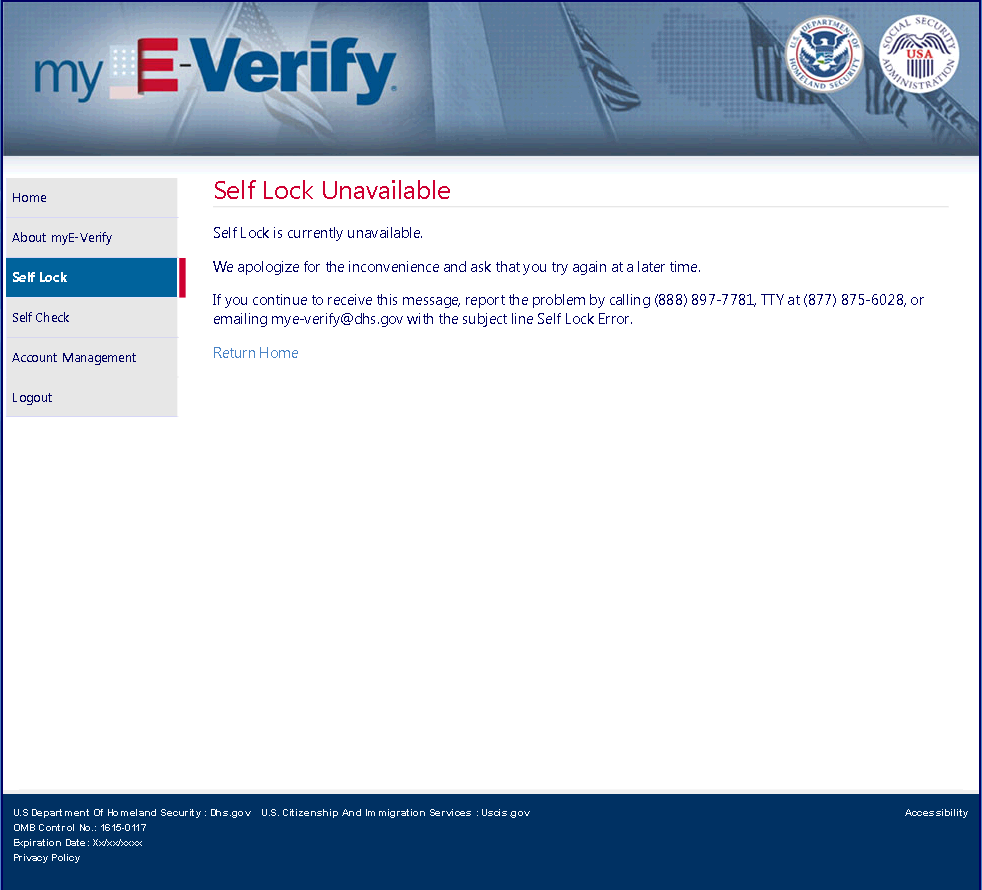 my E-Verify®
U.S. DEPARTMENT OF HOMELAND SECURITY
SOCIAL SECURITY ADMINISTRATION
USA
Home
About myE-Verify
Self Lock
Self Check
Account Management
Logout
Self Lock Unavailable
Self Lock is currently unavailable.
We apologize for the inconvenience and ask that you try again at a later time.
If you continue to receive this message, report the problem by calling (888) 897-7781, TTY at (877) 875-6028, or
emailing mye-verify@dhs.gov with the subject line Self Lock Error.
Return Home
U.S Department Of Homeland Security : Dhs.gov U.S. Citizenship And Immigration Services : Uscis gov
Accessibility
OMB Control No.: 1615-0117
Expiration Date: Xx/xx/xxxx
Privacy Policy